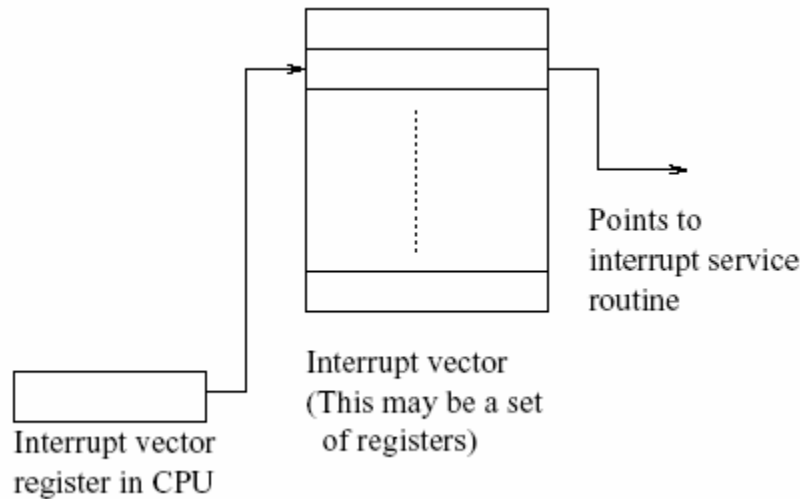 Points to
interrupt service
routine
Interrupt vector
(This may be a set
of registers)
Interrupt vector
register in CPU